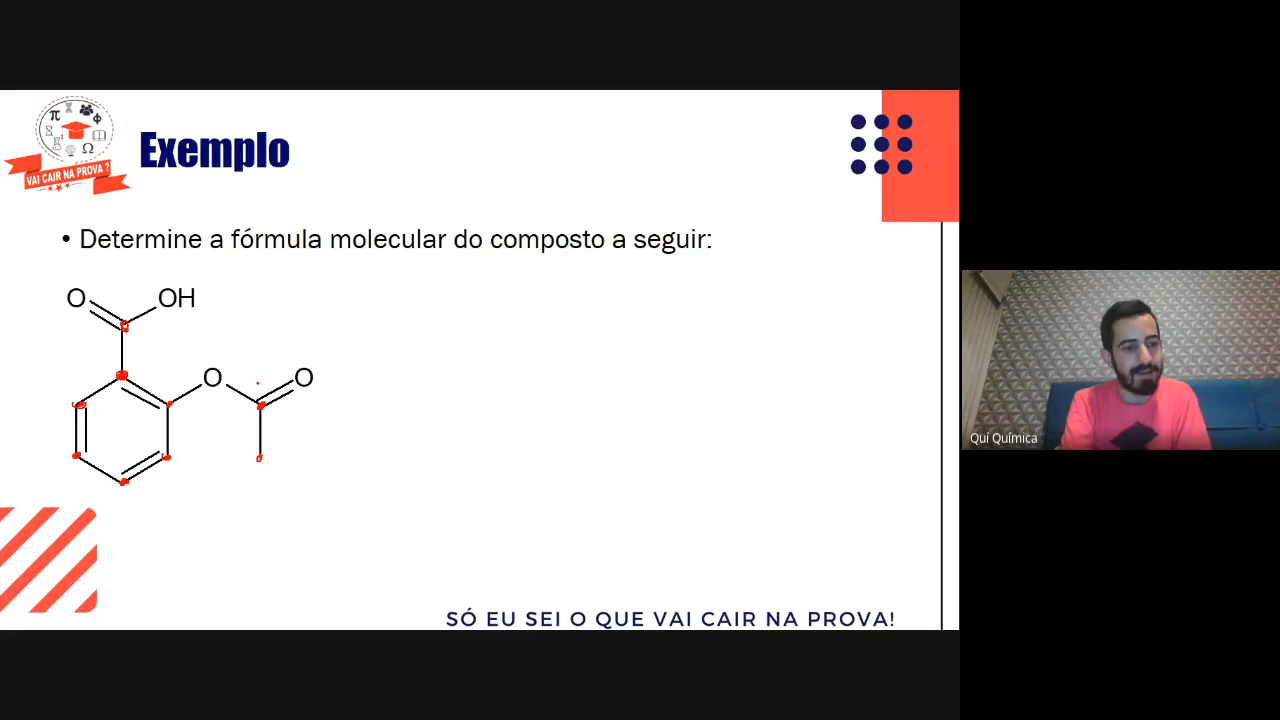 π
Φ
Ω
VAI CAIR NA PROVA ?
Exemplo
• Determine a fórmula molecular do composto a seguir:
O OH
O O
Quí Química
SÓ EU SEI O QUE VAI CAIR NA PROVA!